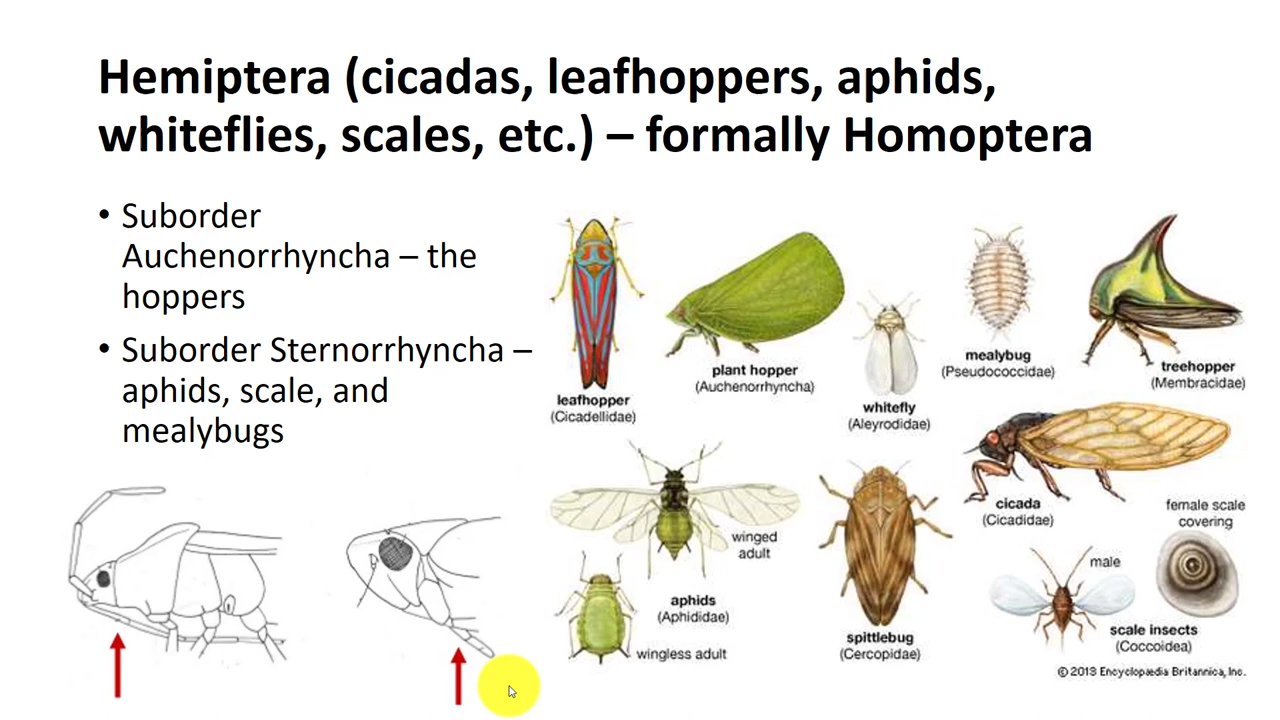 Hemiptera (cicadas, leafhoppers, aphids,
whiteflies, scales, etc.) – formally Homoptera
• Suborder
Auchenorrhyncha – the
hoppers
• Suborder Sternorrhyncha –
aphids, scale, and
mealybugs
leafhopper
(Cicadellidae)
plant hopper
(Auchenorrhyncha)
whitefly
(Aleyrodidae)
mealybug
(Pseudococcidae)
treehopper
(Membracidae)
winged
adult
aphids
(Aphididae)
wingless adult
spittlebug
(Cercopidae)
cicada
(Cicadidae)
female scale
covering
male
scale insects
(Coccoidea)
© 2013 Encyclopædia Britannica, Inc.